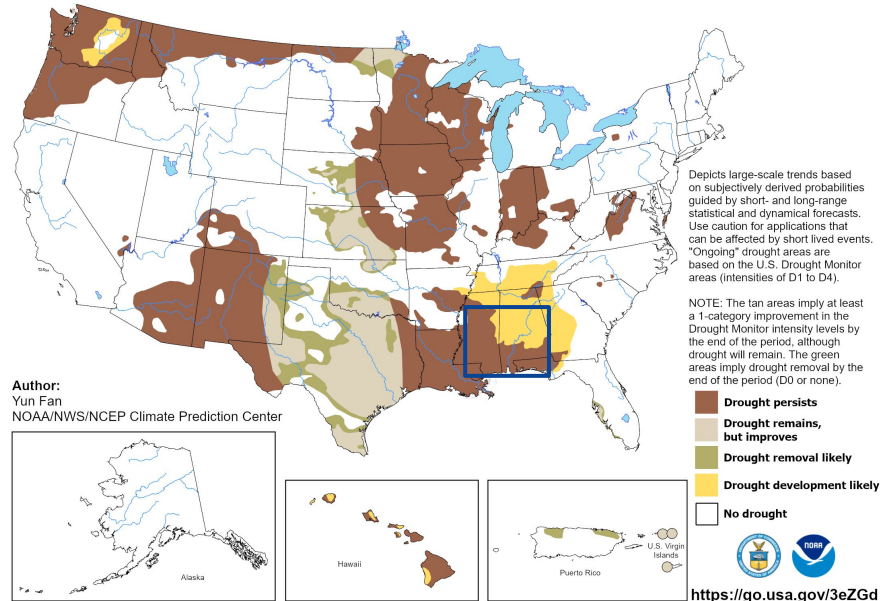 Depicts large-scale trends based
on subjectively derived probabilities
guided by short- and long-range
statistical and dynamical forecasts.
Use caution for applications that
can be affected by short lived events.
"Ongoing" drought areas are
based on the U.S. Drought Monitor
areas (intensities of D1 to D4).
NOTE: The tan areas imply at least
a 1-category improvement in the
Drought Monitor intensity levels by
the end of the period, although
drought will remain. The green
areas imply drought removal by the
end of the period (D0 or none).
Author:
Yun Fan
NOAA/NWS/NCEP Climate Prediction Center
Drought persists
Drought remains,
but improves
Drought removal likely
Drought development likely
No drought
Alaska
Hawaii
Puerto Rico
U.S. Virgin
Islands
NOAA
https://go.usa.gov/3eZGd